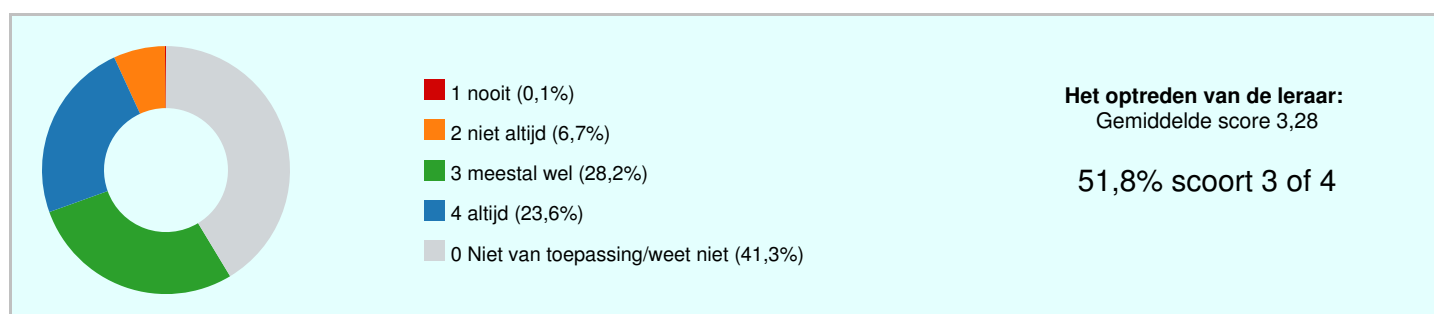 1 nooit (0,1%)
2 niet altijd (6,7%)
3 meestal wel (28,2%)
4 altijd (23,6%)
0 Niet van toepassing/weet niet (41,3%)
Het optreden van de leraar:
Gemiddelde score 3,28
51,8% scoort 3 of 4